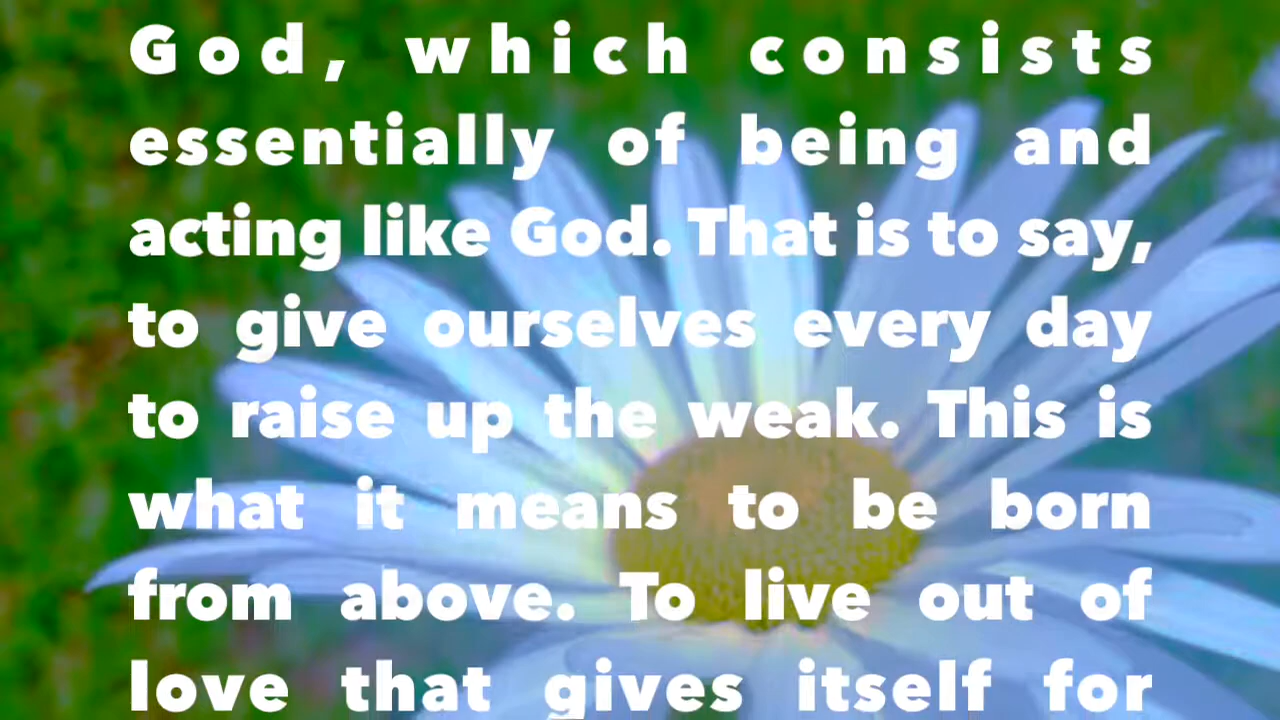 God, which consists
essentially of being and
acting like God. That is to say,
to give ourselves every day
to raise up the weak. This is
what it means to be born
from above. To live out of
love that gives itself for